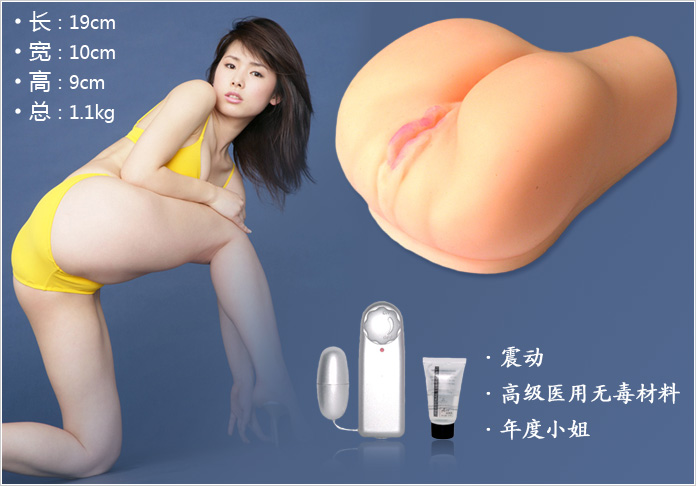 · 长 : 19cm
· 宽 : 10cm
· 高 : 9cm
· 总 : 1.1kg
· 震动
· 高级医用无毒材料
· 年度小姐